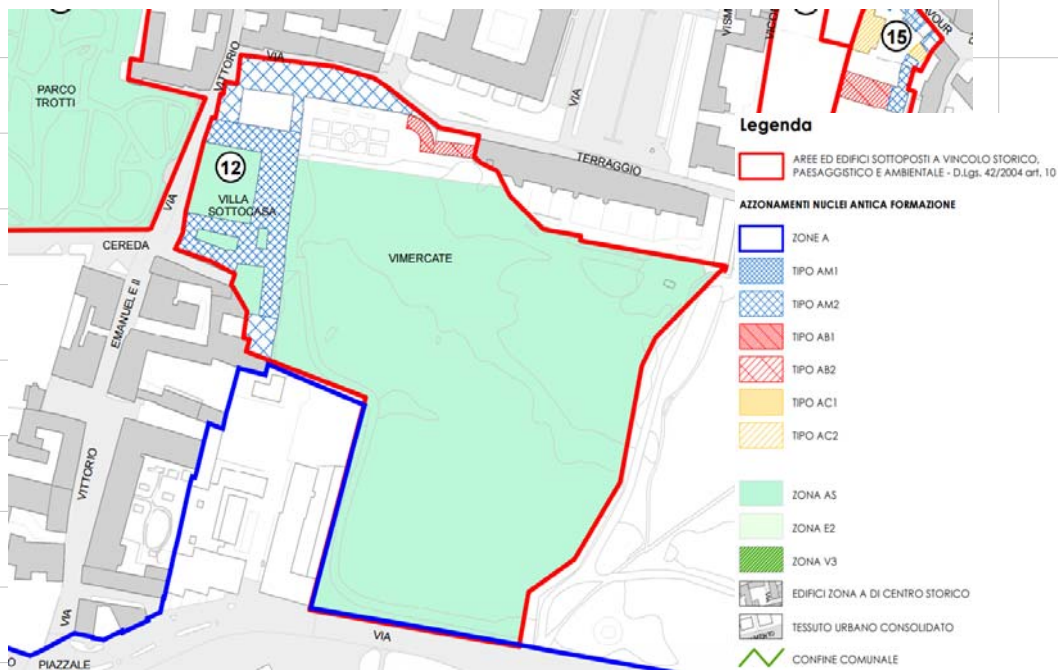 PARCO
TROTTI
VITTORIO
VIA
12
VILLA
SOTTOCASA
VIA
CEREDA
EMANUELE II
VITTORIO
VIA
PIAZZALE
VIMERCATE
VIA
TERRAGGIO
VIA
15
Legenda
AREE ED EDIFICI SOTTOPOSTI A VINCOLO STORICO,
PAESAGGISTICO E AMBIENTALE - D.Lgs. 42/2004 art. 10
AZZONAMENTI NUCLEI ANTICA FORMAZIONE
ZONE A
TIPO AM1
TIPO AM2
TIPO AB1
TIPO AB2
TIPO AC1
TIPO AC2
ZONA AS
ZONA E2
ZONA V3
EDIFICI ZONA A DI CENTRO STORICO
TESSUTO URBANO CONSOLIDATO
CONFINE COMUNALE